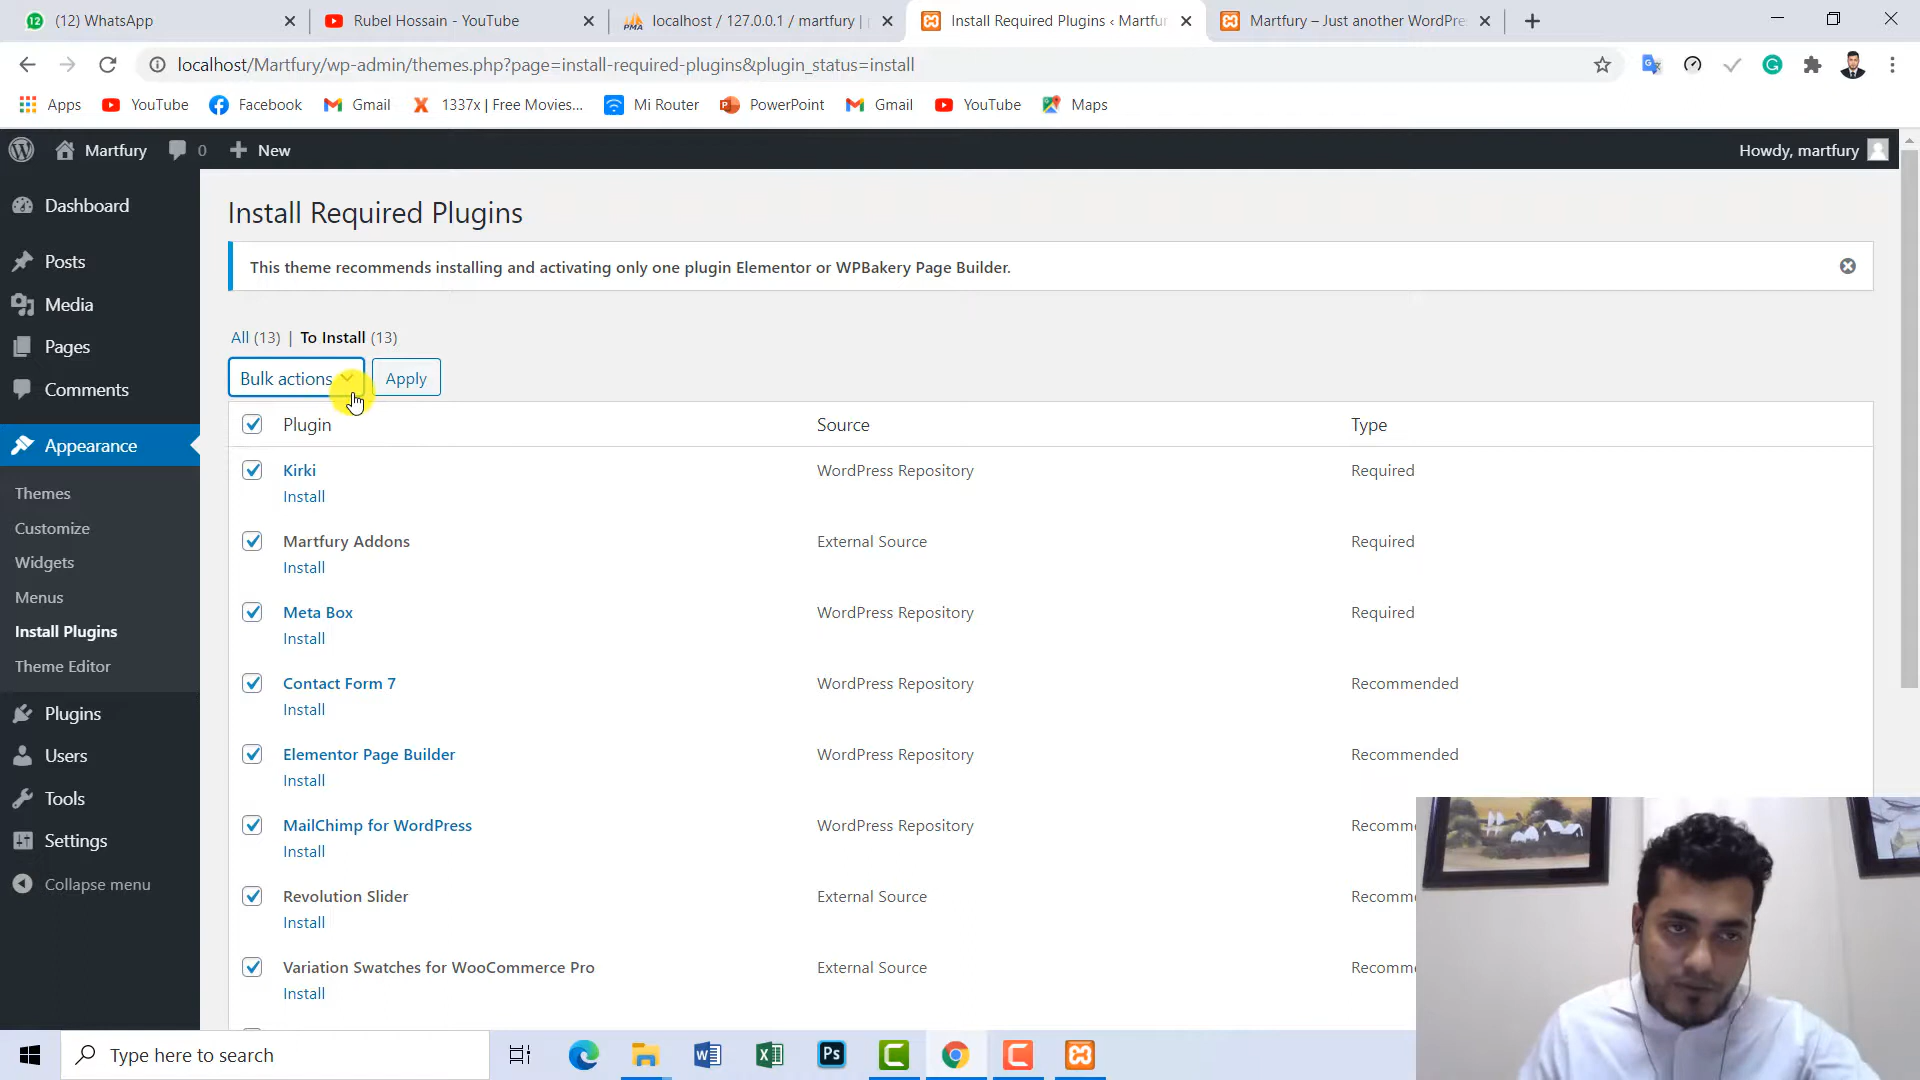 (12) WhatsApp
Rubel Hossain - YouTube
localhost / 127.0.0.1 / martfury |
Install Required Plugins ‹ Martfur
Martfury – Just another WordPre
localhost/Martfury/wp-admin/themes.php?page=install-required-plugins&plugin_status=install
Apps YouTube Facebook Gmail 1337x | Free Movies... Mi Router PowerPoint Gmail YouTube Maps
Martfury 0 New Howdy, martfury
Dashboard
Posts
Media
Pages
Comments
Appearance
Themes
Customize
Widgets
Menus
Install Plugins
Theme Editor
Plugins
Users
Tools
Settings
Collapse menu
Install Required Plugins
This theme recommends installing and activating only one plugin Elementor or WPBakery Page Builder.
All (13) | To Install (13)
Bulk actions Apply
Plugin Source Type
Kirki WordPress Repository Required
Install
Martfury Addons External Source Required
Install
Meta Box WordPress Repository Required
Install
Contact Form 7 WordPress Repository Recommended
Install
Elementor Page Builder WordPress Repository Recommended
Install
MailChimp for WordPress WordPress Repository Recomm
Install
Revolution Slider External Source Recomm
Install
Variation Swatches for WooCommerce Pro External Source Recomm
Install
Type here to search